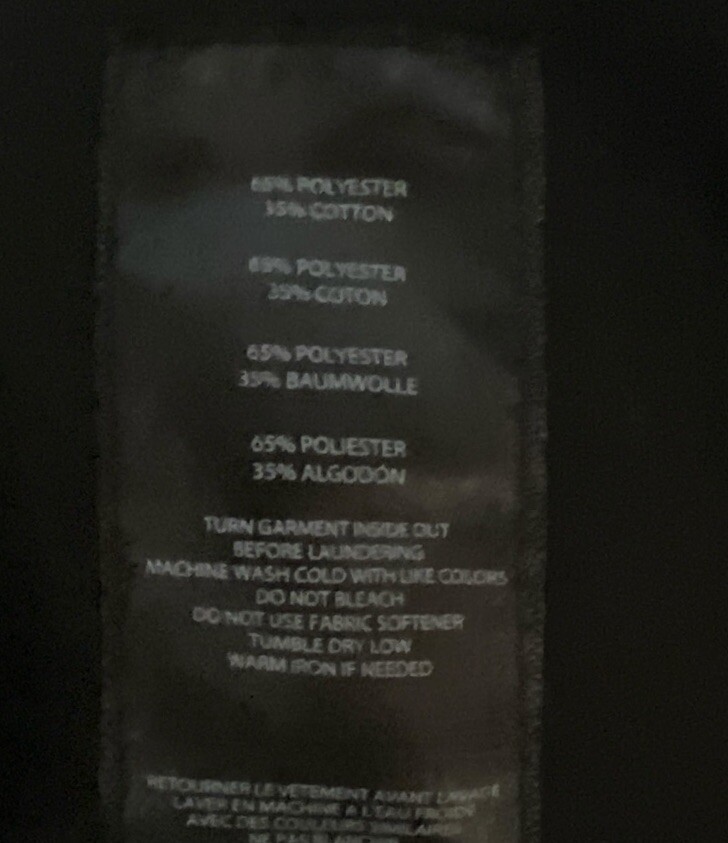 65% POLYESTER
35% COTTON
65% POLYESTER
35% COTON
65% POLYESTER
35% BAUMWOLLE
65% POLIESTER
35% ALGODÓN
TURN GARMENT INSIDE OUT
BEFORE LAUNDERING
MACHINE WASH COLD WITH LIKE COLORS
DO NOT BLEACH
DO NOT USE FABRIC SOFTENER
TUMBLE DRY LOW
WARM IRON IF NEEDED
RETOURNER LE VETEMENT AVANT LAVAGE
LAVER EN MACHINE A L'EAU FROIDE
AVEC DES COULEURS SIMILAIRES
NE PAS BLANCHIR